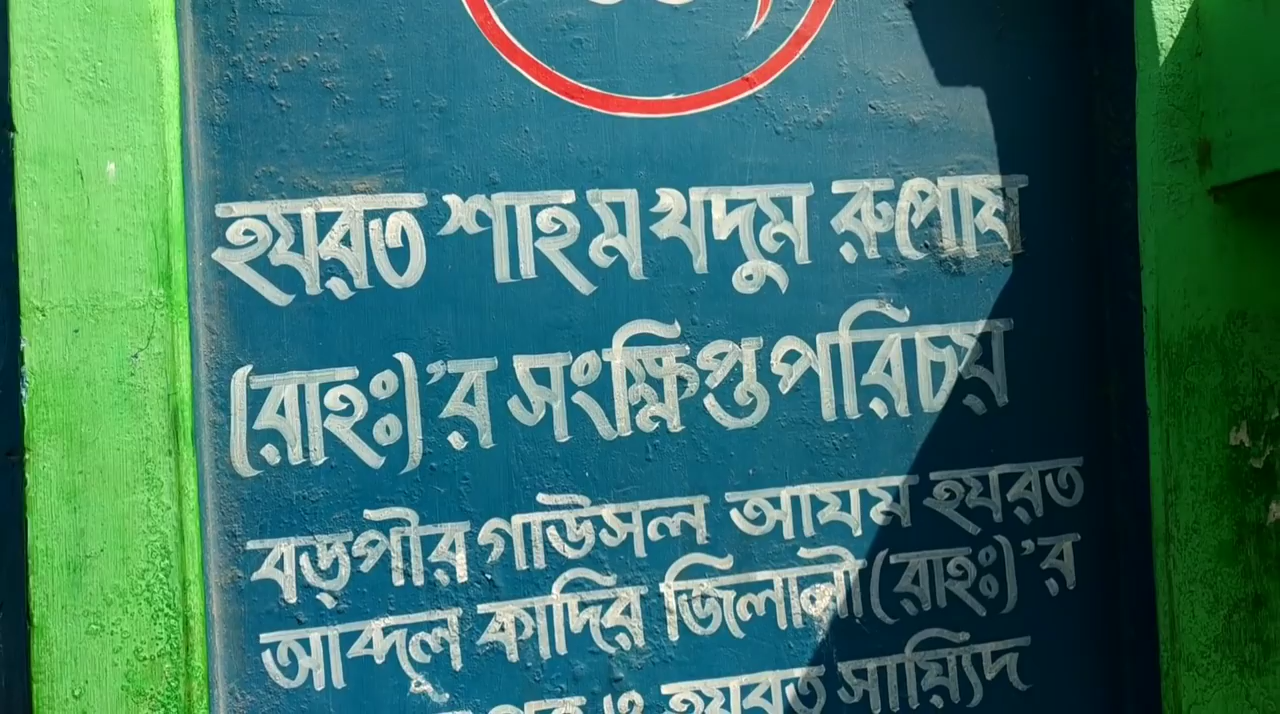 হযরত শাহ মখদুম রুপোষ
(রাহঃ)'র সংক্ষিপ্ত পরিচয়
বড়পীর গাউসল আযম হযরত
আব্দুল কাদির জিলানী (রাহঃ)'র
ও হযরত সায়্যিদ